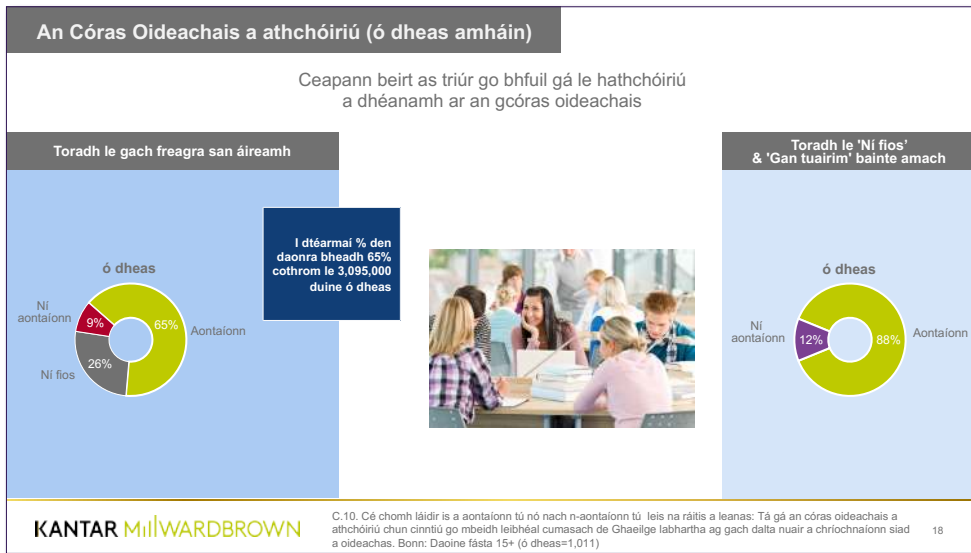 An Córas Oideachais a athchóiriú (ó dheas amháin)
Ceapann beirt as triúr go bhfuil gá le hathchóiriú
a dhéanamh ar an gcóras oideachais
Toradh le gach freagra san áireamh
I dtéarmaí % den
daonra bheadh 65%
cothrom le 3,095,000
duine ó dheas
ó dheas
Ní
aontaíonn
9%
65%
Aontaíonn
26%
Ní fios
Toradh le 'Ní fios’
& 'Gan tuairim' bainte amach
ó dheas
Ní
aontaíonn
12%
88%
Aontaíonn
KANTAR MillWARDBROWN
C.10. Cé chomh láidir is a aontaíonn tú nó nach n-aontaíonn tú leis na ráitis a leanas: Tá gá an córas oideachais a
athchóiriú chun cinntiú go mbeidh leibhéal cumasach de Ghaeilge labhartha ag gach dalta nuair a chríochnaíonn siad
a oideachas. Bonn: Daoine fásta 15+ (ó dheas=1,011)
18